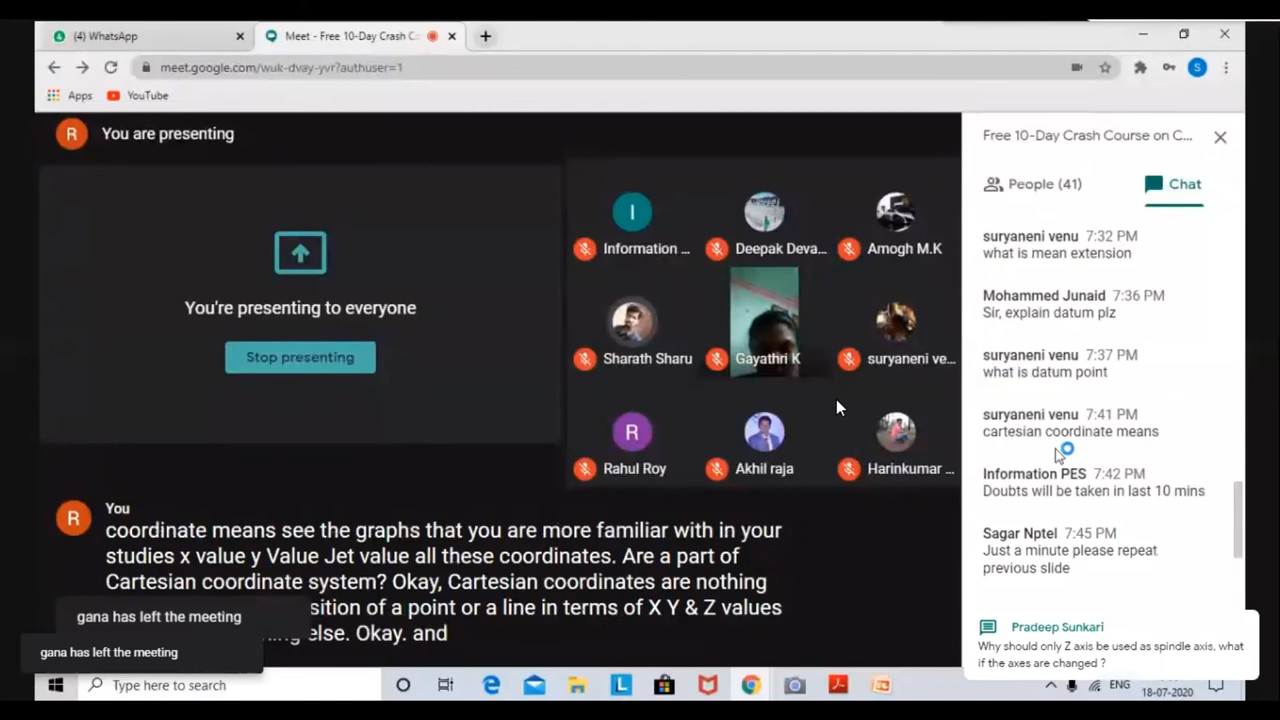 (4) WhatsApp
Meet - Free 10-Day Crash C
meet.google.com/wuk-dvay-yvr?authuser=1
S
Apps
YouTube
R
You are presenting
Free 10-Day Crash Course on C...
People (41)
Chat
You're presenting to everyone
Stop presenting
I
Information ...
Deepak Deva...
Amogh M.K
Sharath Sharu
Gayathri K
suryaneni ve...
R
Rahul Roy
Akhil raja
Harinkumar ...
suryaneni venu 7:32 PM
what is mean extension
Mohammed Junaid 7:36 PM
Sir, explain datum plz
suryaneni venu 7:37 PM
what is datum point
suryaneni venu 7:41 PM
cartesian coordinate means
Information PES 7:42 PM
Doubts will be taken in last 10 mins
Sagar Nptel 7:45 PM
Just a minute please repeat
previous slide
Pradeep Sunkari
Why should only Z axis be used as spindle axis, what
if the axes are changed ?
R
You
coordinate means see the graphs that you are more familiar with in your
studies x value y Value Jet value all these coordinates. Are a part of
Cartesian coordinate system? Okay, Cartesian coordinates are nothing
sition of a point or a line in terms of X Y & Z values
else. Okay. and
gana has left the meeting
gana has left the meeting
Type here to search
L
ENG
18-07-2020